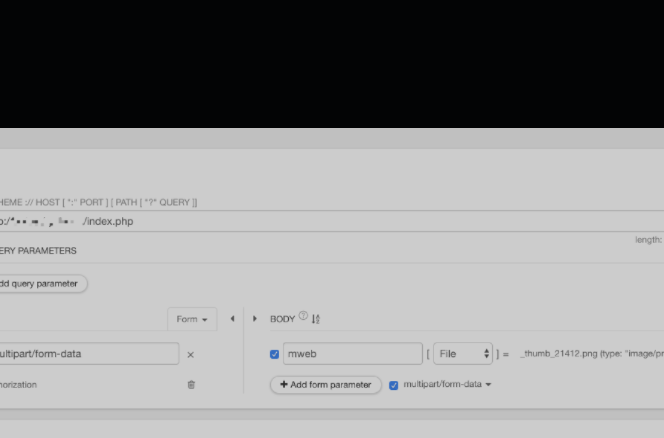 HEME :// HOST [ ":" PORT ] [ PATH [ "?" QUERY ]]
/index.php
length:
ERY PARAMETERS
dd query parameter
Form
BODY
ultipart/form-data
mweb [ File ] = _thumb_21412.png (type: "image/pr
horization
+ Add form parameter
multipart/form-data